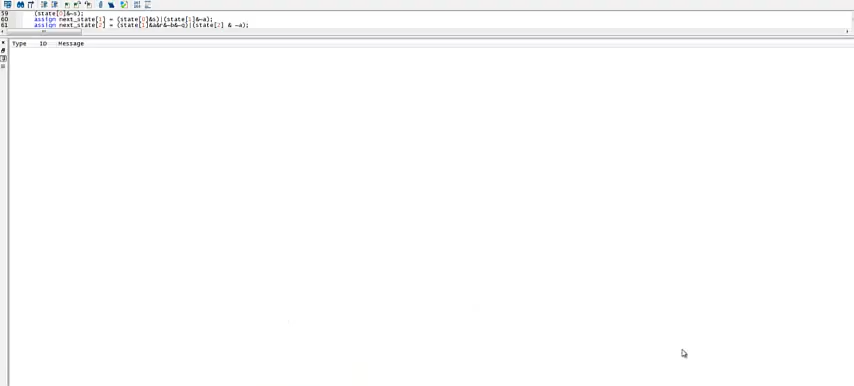 59 (state[0]&~s);
60 assign next_state[1] = (state[0]&s)|(state[1]&~a);
61 assign next_state[2] = (state[1]&a&r&~b&~g)|(state[2] & ~a);
Type ID Message